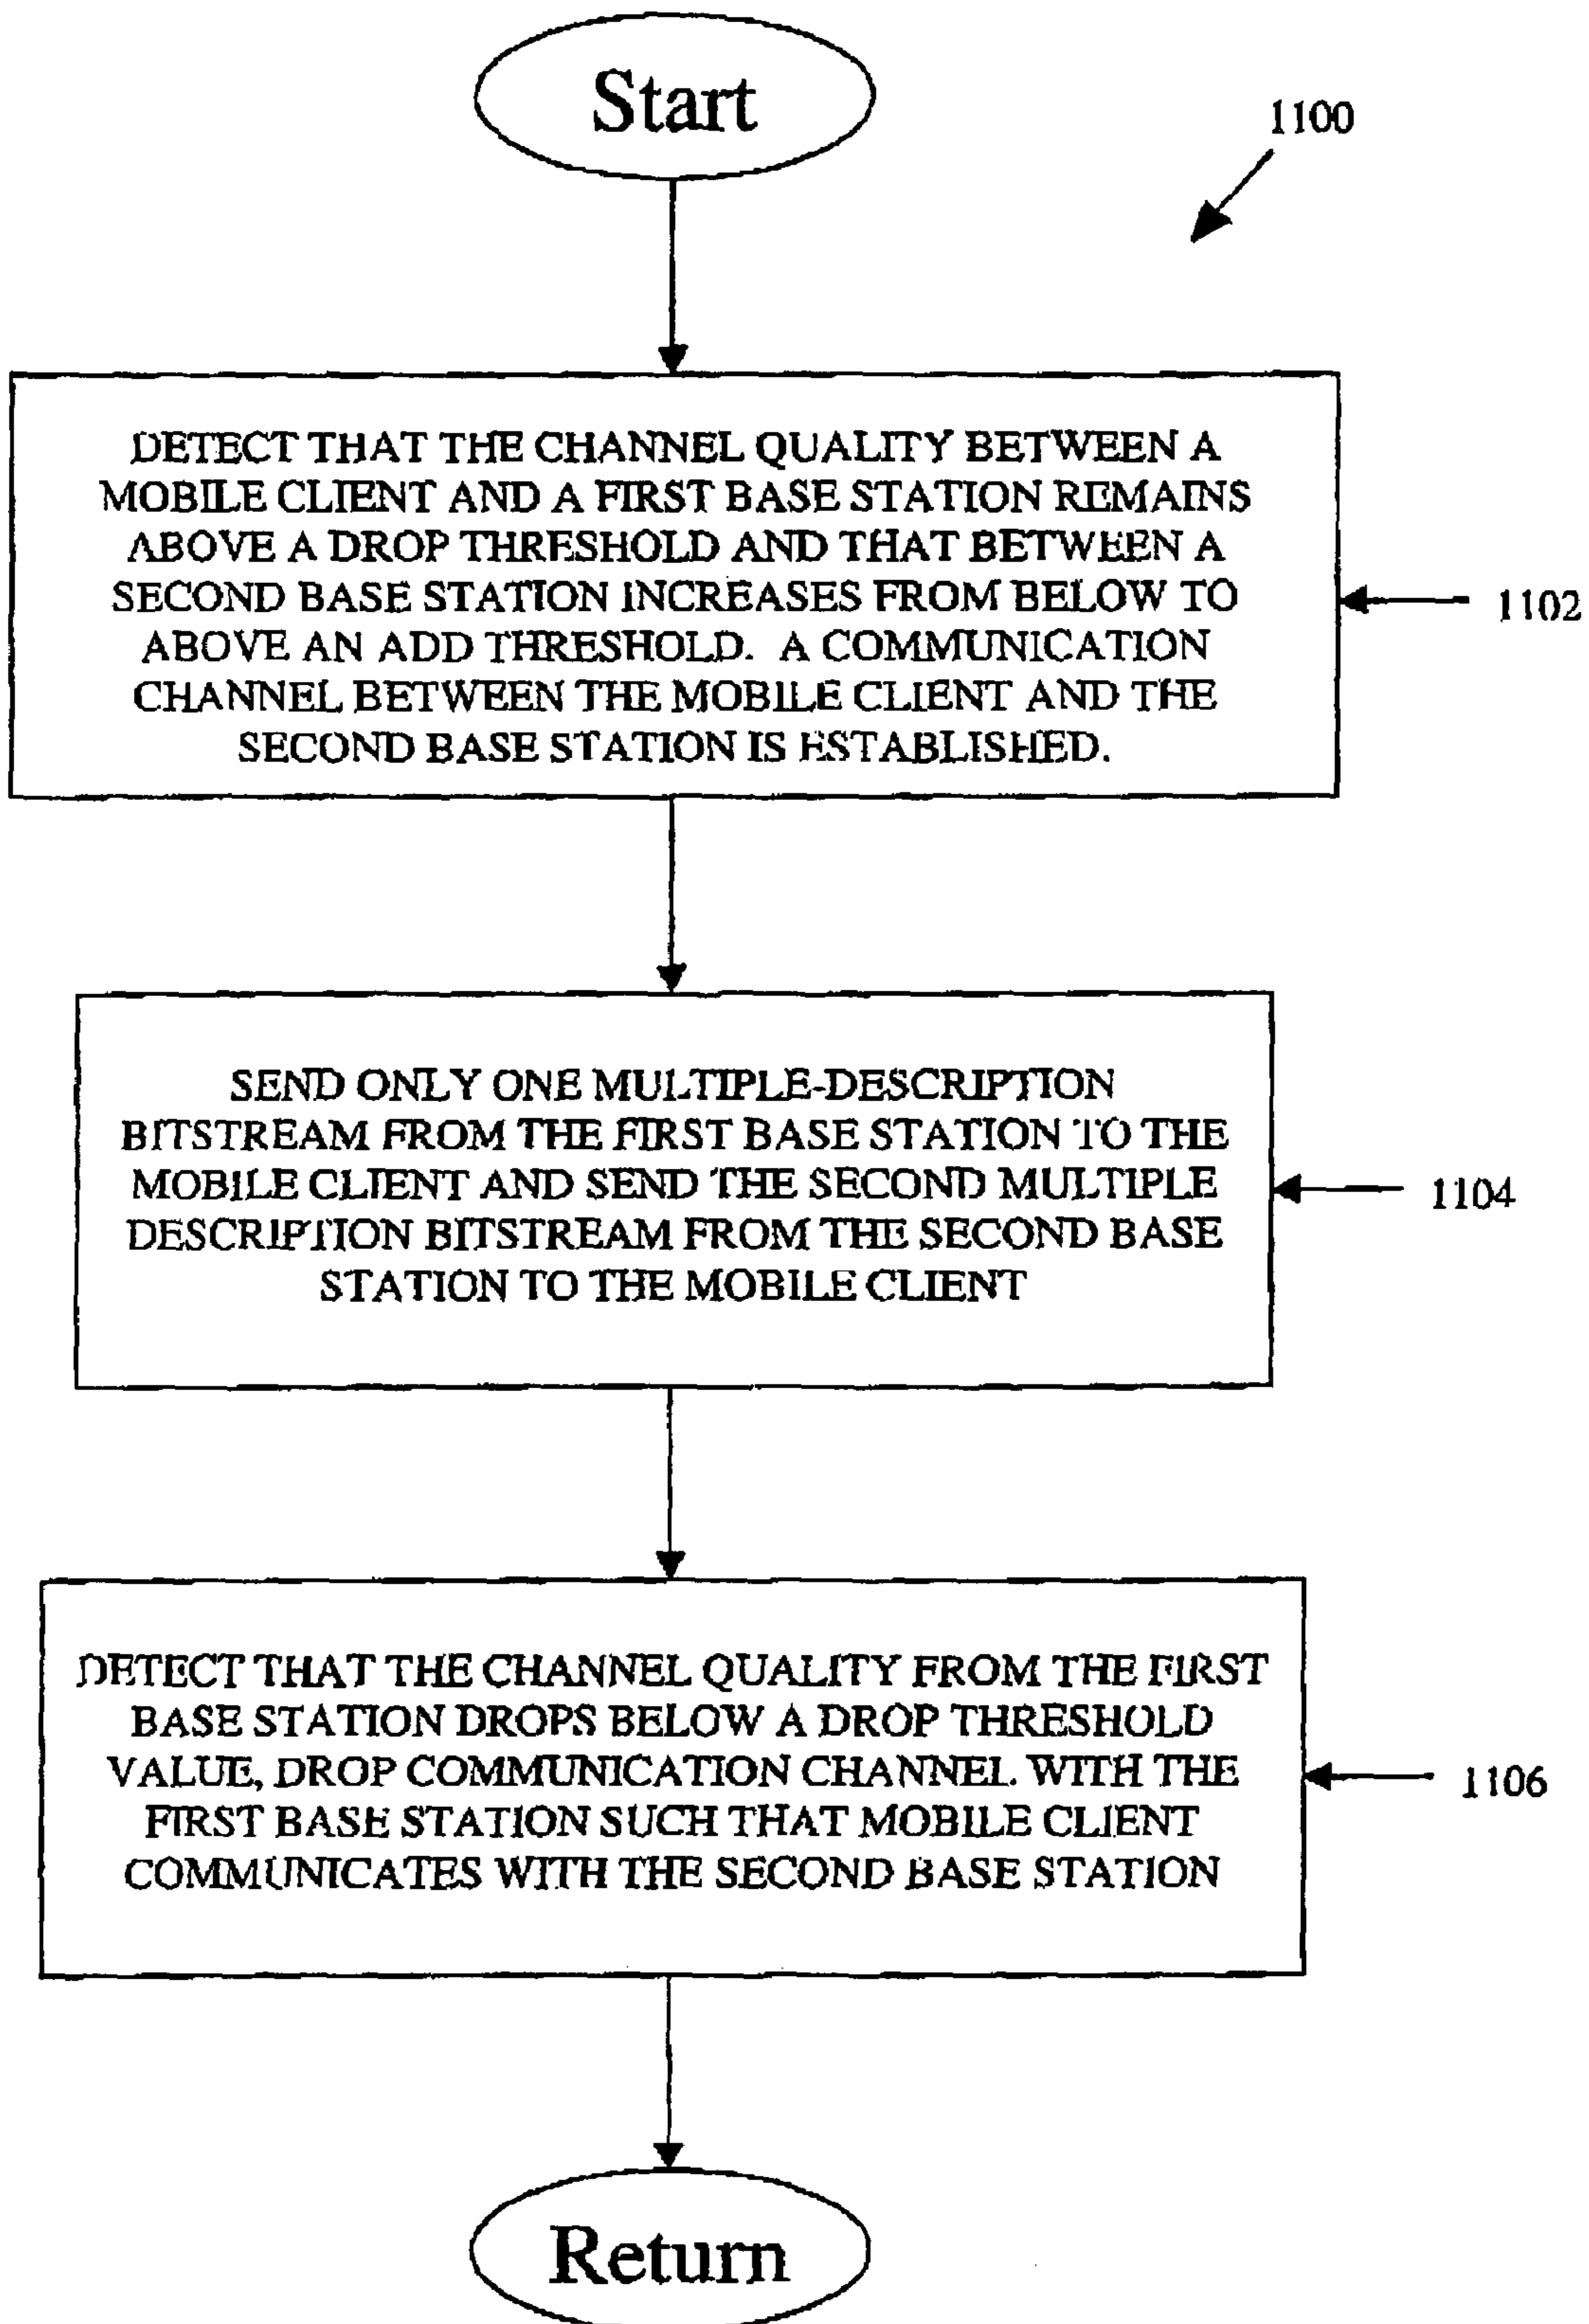 Start
1100
DETECT THAT THE CHANNEL QUALITY BETWEEN A
MOBILE CLIENT AND A FIRST BASE STATION REMAINS
ABOVE A DROP THRESHOLD AND THAT BETWEEN A
SECOND BASE STATION INCREASES FROM BELOW TO
ABOVE AN ADD THRESHOLD. A COMMUNICATION
CHANNEL BETWEEN THE MOBILE CLIENT AND THE
SECOND BASE STATION IS ESTABLISHED.
1102
SEND ONLY ONE MULTIPLE-DESCRIPTION
BITSTREAM FROM THE FIRST BASE STATION TO THE
MOBILE CLIENT AND SEND THE SECOND MULTIPLE
DESCRIPTION BITSTREAM FROM THE SECOND BASE
STATION TO THE MOBILE CLIENT
1104
DETECT THAT THE CHANNEL QUALITY FROM THE FIRST
BASE STATION DROPS BELOW A DROP THRESHOLD
VALUE, DROP COMMUNICATION CHANNEL WITH THE
FIRST BASE STATION SUCH THAT MOBILE CLIENT
COMMUNICATES WITH THE SECOND BASE STATION
1106
Return